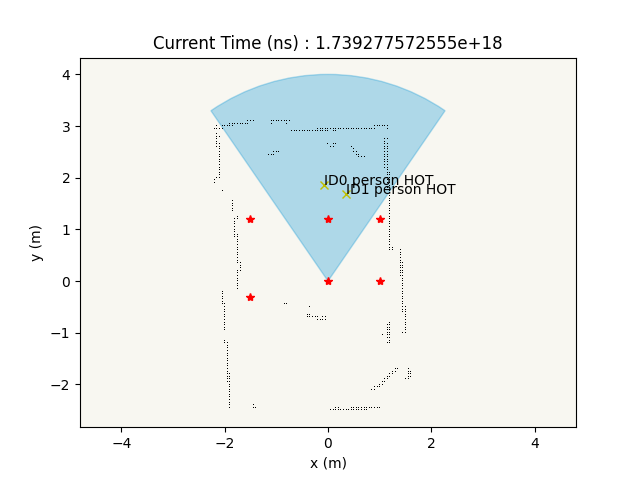 Current Time (ns) : 1.739277572555e+18
4
3
2
1
0
−1
−2
y (m)
ID0 person HOT
ID1 person HOT
−4
−2
0
2
4
x (m)